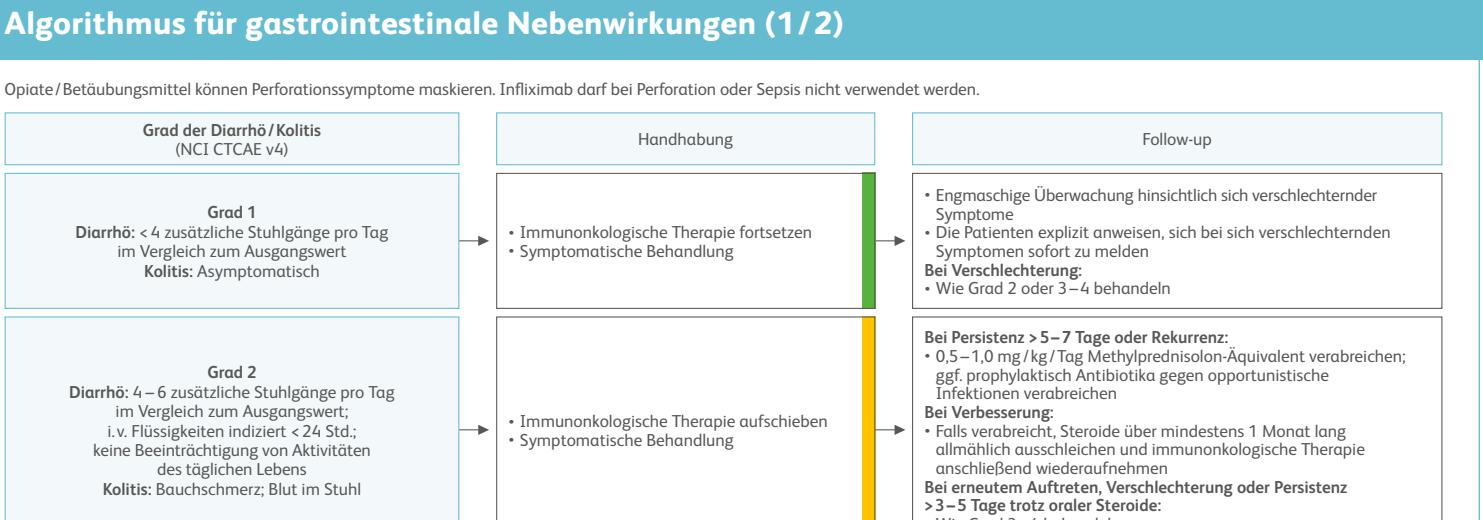 Algorithmus für gastrointestinale Nebenwirkungen (1/2)
Opiate/Betäubungsmittel können Perforationssymptome maskieren. Infliximab darf bei Perforation oder Sepsis nicht verwendet werden.
Grad der Diarrhö/Kolitis
(NCI CTCAE v4)
Handhabung
Follow-up
Grad 1
Diarrhö: < 4 zusätzliche Stuhlgänge pro Tag
im Vergleich zum Ausgangswert
Kolitis: Asymptomatisch
• Immunonkologische Therapie fortsetzen
• Symptomatische Behandlung
• Engmaschige Überwachung hinsichtlich sich verschlechternder
Symptome
• Die Patienten explizit anweisen, sich bei sich verschlechternden
Symptomen sofort zu melden
Bei Verschlechterung:
• Wie Grad 2 oder 3–4 behandeln
Grad 2
Diarrhö: 4–6 zusätzliche Stuhlgänge pro Tag
im Vergleich zum Ausgangswert;
i.v. Flüssigkeiten indiziert < 24 Std.;
keine Beeinträchtigung von Aktivitäten
des täglichen Lebens
Kolitis: Bauchschmerz; Blut im Stuhl
• Immunonkologische Therapie aufschieben
• Symptomatische Behandlung
Bei Persistenz > 5–7 Tage oder Rekurrenz:
• 0,5–1,0 mg/kg/Tag Methylprednisolon-Äquivalent verabreichen;
ggf. prophylaktisch Antibiotika gegen opportunistische
Infektionen verabreichen
Bei Verbesserung:
• Falls verabreicht, Steroide über mindestens 1 Monat lang
allmählich ausschleichen und immunonkologische Therapie
anschließend wiederaufnehmen
Bei erneutem Auftreten, Verschlechterung oder Persistenz
> 3–5 Tage trotz oraler Steroide: